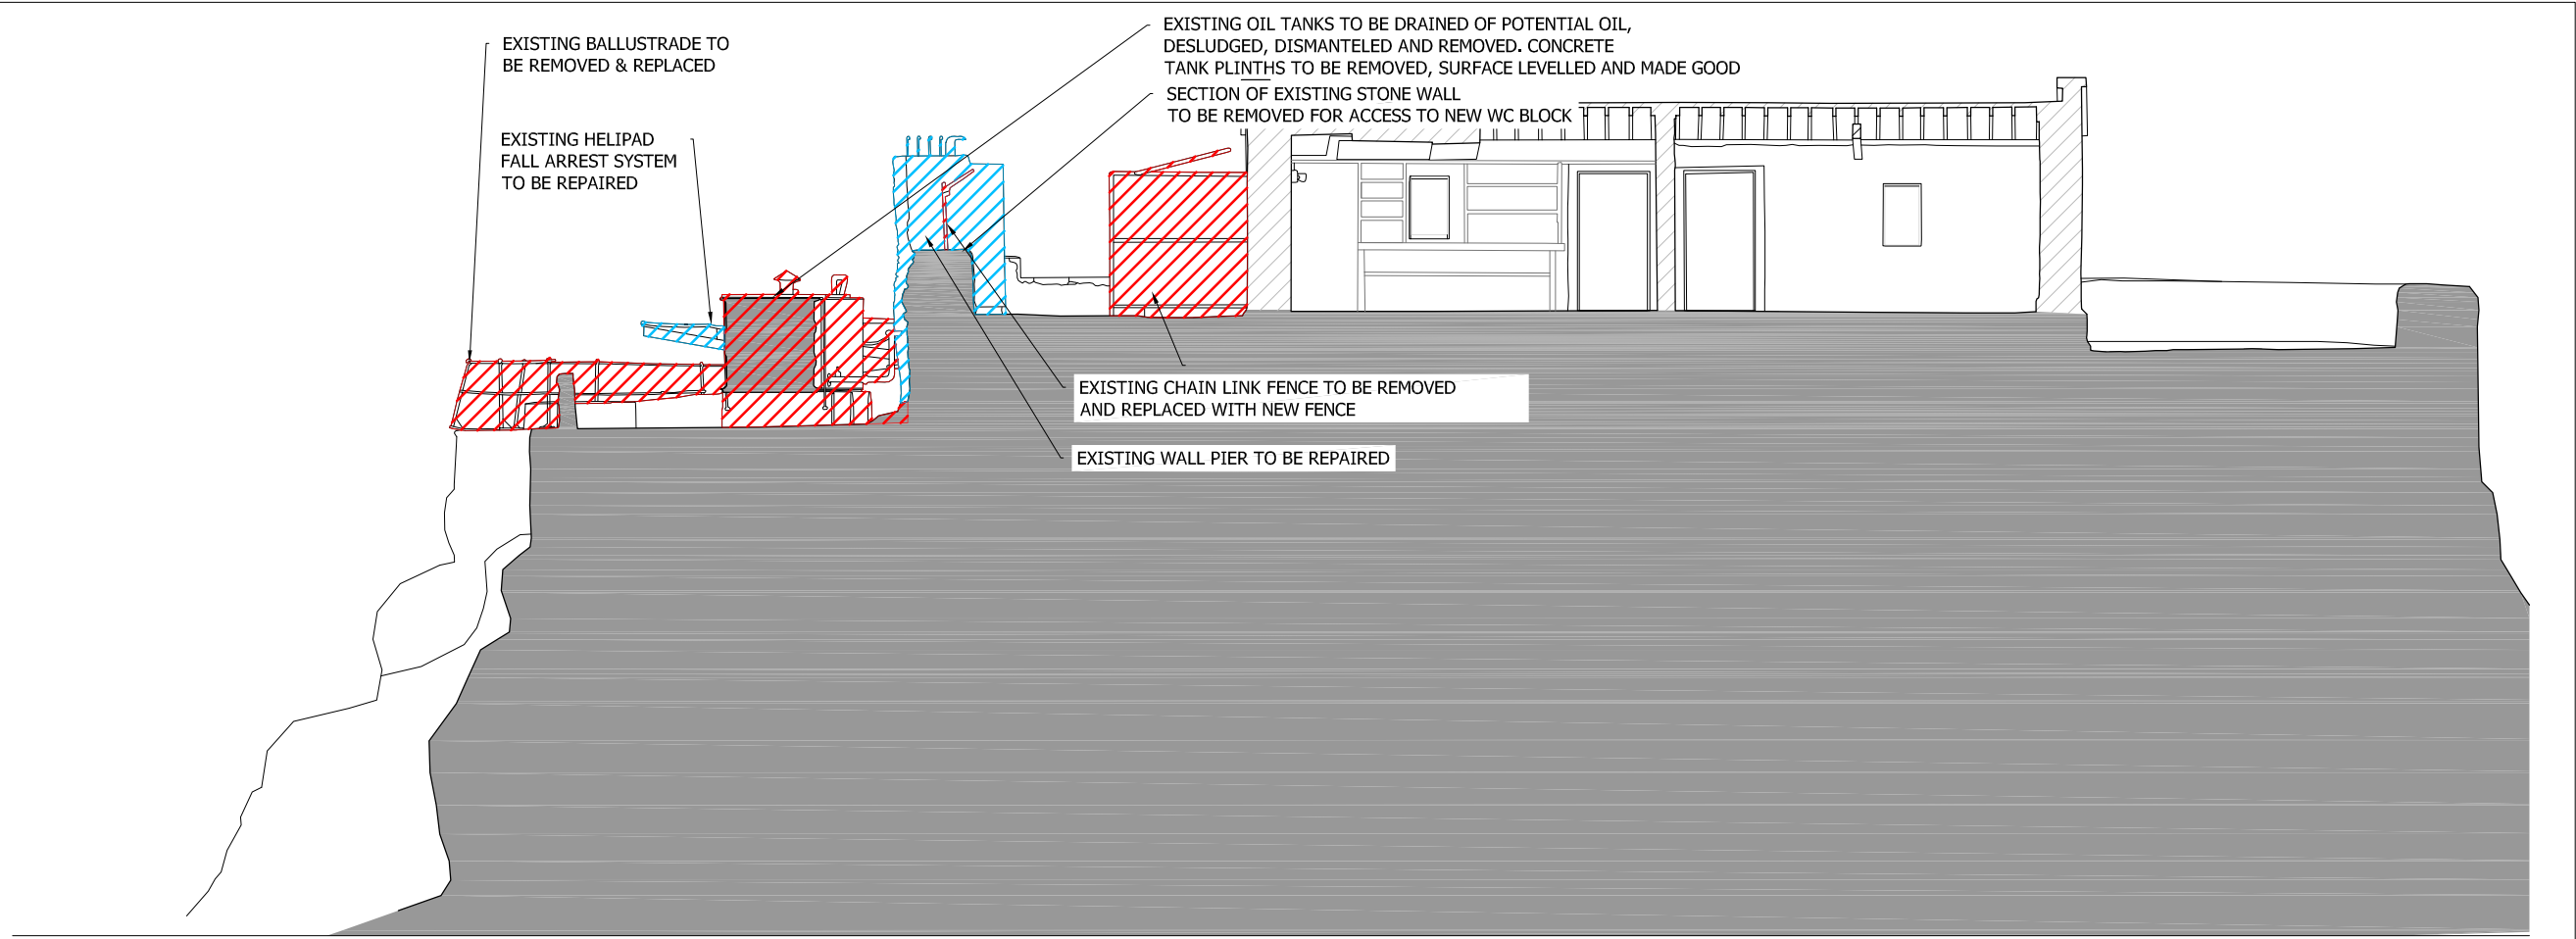 EXISTING BALLUSTRADE TO
BE REMOVED & REPLACED
EXISTING HELIPAD
FALL ARREST SYSTEM
TO BE REPAIRED
EXISTING OIL TANKS TO BE DRAINED OF POTENTIAL OIL,
DESLUDGED, DISMANTELED AND REMOVED. CONCRETE
TANK PLINTHS TO BE REMOVED, SURFACE LEVELLED AND MADE GOOD
SECTION OF EXISTING STONE WALL
TO BE REMOVED FOR ACCESS TO NEW WC BLOCK
EXISTING CHAIN LINK FENCE TO BE REMOVED
AND REPLACED WITH NEW FENCE
EXISTING WALL PIER TO BE REPAIRED